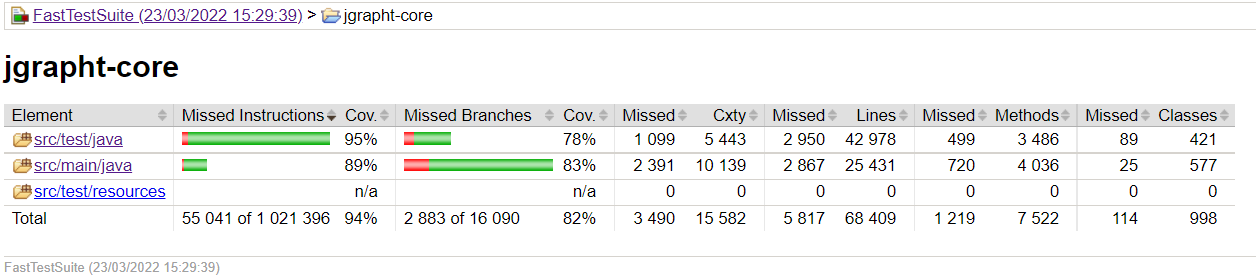 FastTestSuite (23/03/2022 15:29:39) > jgrapht-core
jgrapht-core
Element Missed Instructions Cov. Missed Branches Cov. Missed Cxty Missed Lines Missed Methods Missed Classes
src/test/java 95% 78% 1 099 5 443 2 950 42 978 499 3 486 89 421
src/main/java 89% 83% 2 391 10 139 2 867 25 431 720 4 036 25 577
src/test/resources n/a n/a 0 0 0 0 0 0 0 0
Total 55 041 of 1 021 396 94% 2 883 of 16 090 82% 3 490 15 582 5 817 68 409 1 219 7 522 114 998
FastTestSuite (23/03/2022 15:29:39)